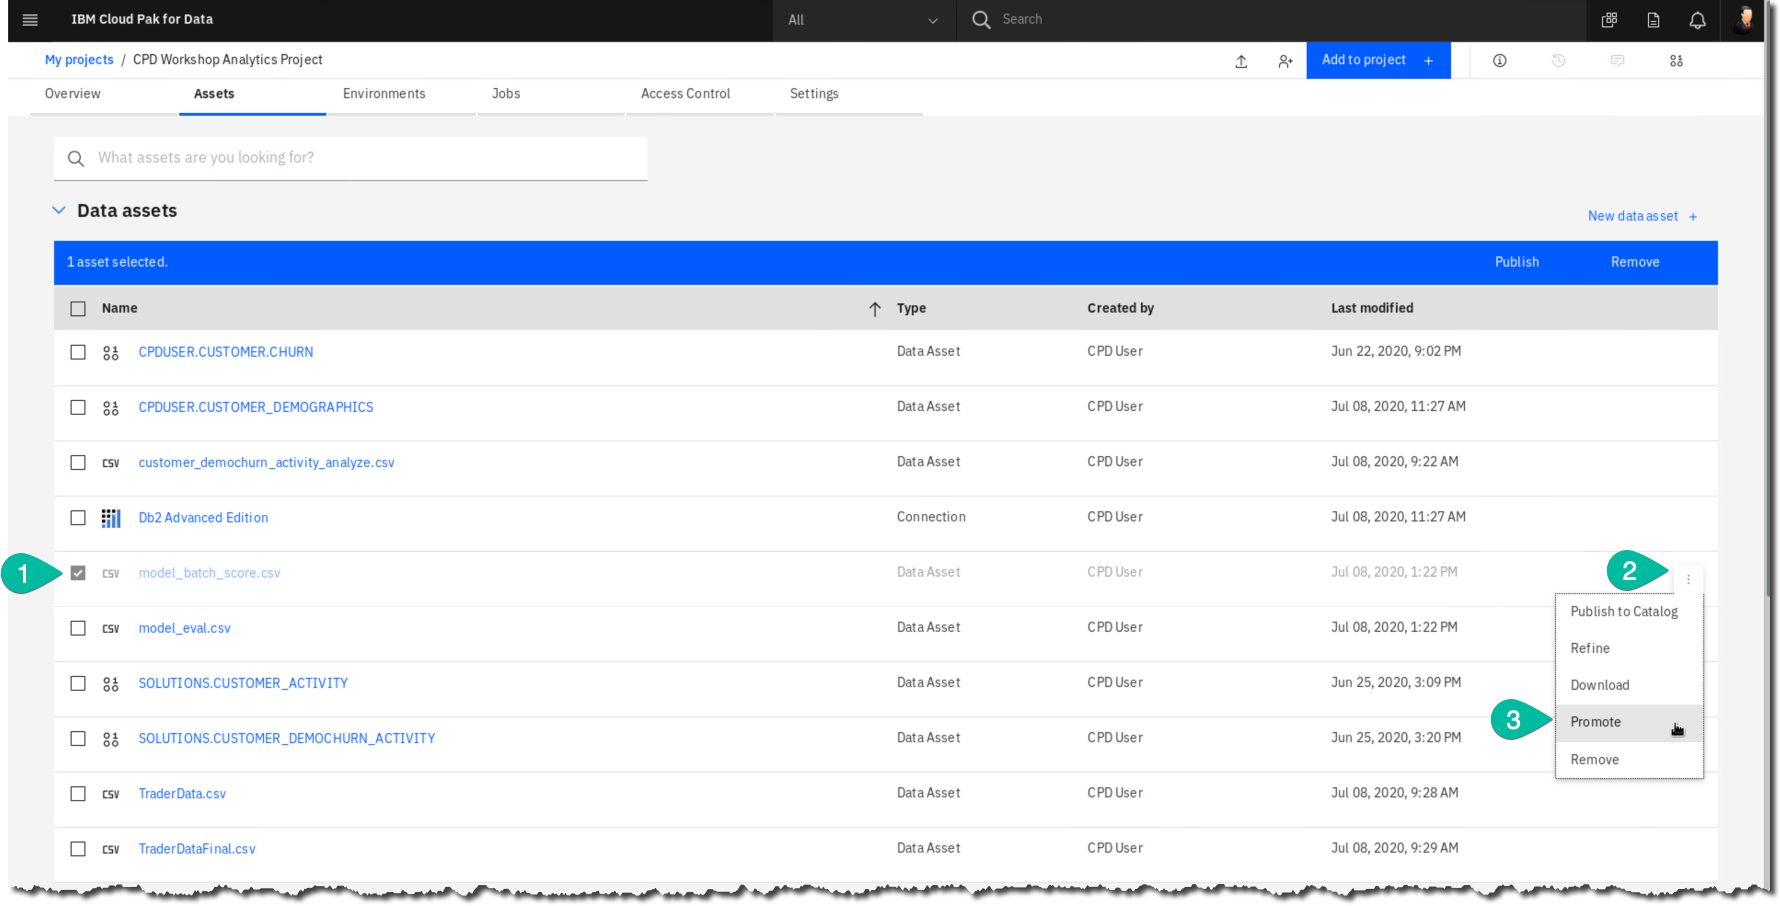 IBM Cloud Pak for Data
All
Search
My projects / CPD Workshop Analytics Project
Add to project +
Overview
Assets
Environments
Jobs
Access Control
Settings
What assets are you looking for?
Data assets
New data asset +
1 asset selected.
Publish
Remove
Name
Type
Created by
Last modified
CPDUSER.CUSTOMER.CHURN
Data Asset
CPD User
Jun 22, 2020, 9:02 PM
CPDUSER.CUSTOMER_DEMOGRAPHICS
Data Asset
CPD User
Jul 08, 2020, 11:27 AM
CSV
customer_demochurn_activity_analyze.csv
Data Asset
CPD User
Jul 08, 2020, 9:22 AM
Db2 Advanced Edition
Connection
CPD User
Jul 08, 2020, 11:27 AM
1
CSV
model_batch_score.csv
Data Asset
CPD User
Jul 08, 2020, 1:22 PM
2
Publish to Catalog
CSV
model_eval.csv
Data Asset
CPD User
Jul 08, 2020, 1:22 PM
Refine
SOLUTIONS.CUSTOMER_ACTIVITY
Data Asset
CPD User
Jun 25, 2020, 3:09 PM
Download
3
Promote
SOLUTIONS.CUSTOMER_DEMOCHURN_ACTIVITY
Data Asset
CPD User
Jun 25, 2020, 3:20 PM
Remove
CSV
TraderData.csv
Data Asset
CPD User
Jul 08, 2020, 9:28 AM
CSV
TraderDataFinal.csv
Data Asset
CPD User
Jul 08, 2020, 9:29 AM